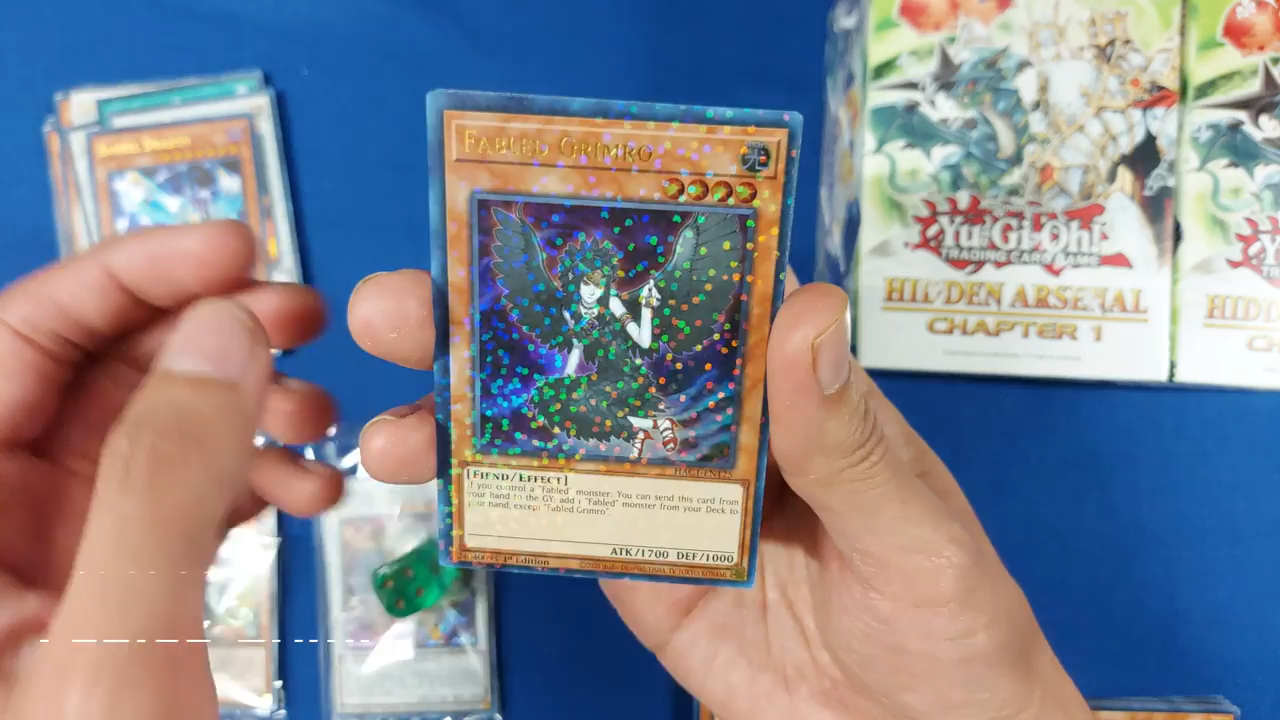 FABLED GRIMRO
光
HAC1-EN125
[FIEND/EFFECT]
If you control a "Fabled" monster: You can send this card from
your hand to the GY; add 1 "Fabled" monster from your Deck to
your hand, except "Fabled Grimro".
ATK/1700 DEF/1000
1st Edition
Yu-Gi-Oh!
TRADING CARD GAME
HIDDEN ARSENAL
CHAPTER 1